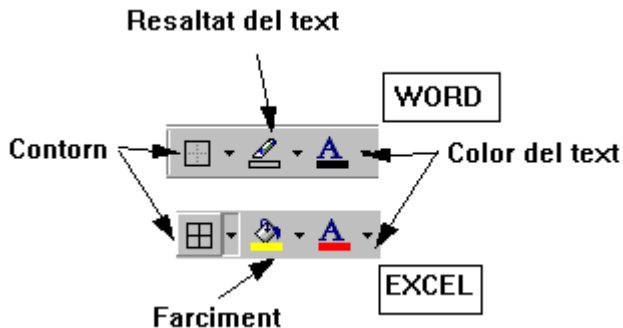 Resaltat del text
WORD
Contorn
A
Color del text
A
EXCEL
Farciment